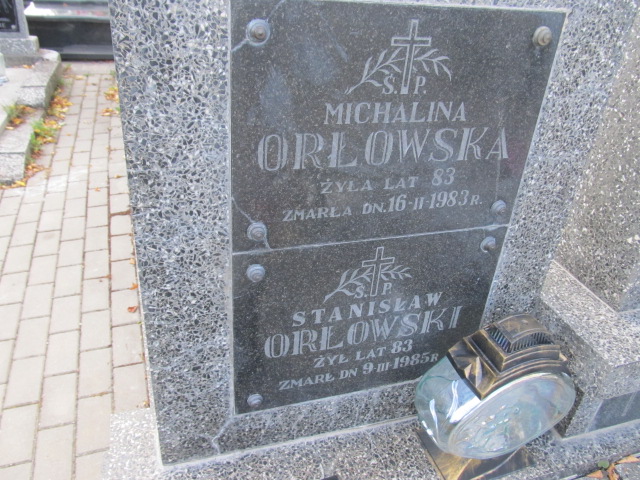 Ś. P.
MICHALINA
ORŁOWSKA
ŻYŁA LAT 83
ZMARŁA DN. 16-II-1983 R.
Ś. P.
STANISŁAW
ORŁOWSKI
ŻYŁ LAT 83
ZMARŁ DN 9-III-1985 R